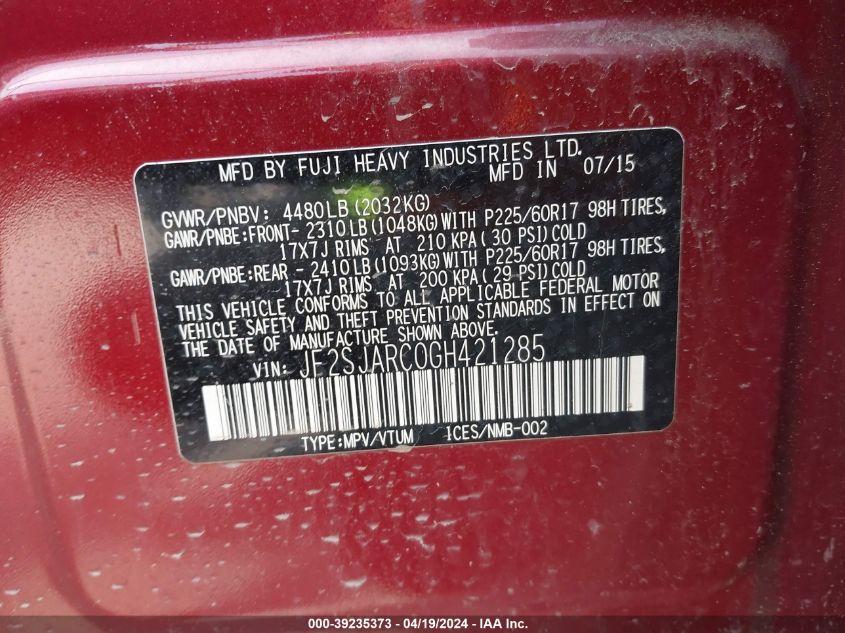 MFD BY FUJI HEAVY INDUSTRIES LTD.
MFD IN 07/15
GVWR/PNBV: 4480LB(2032KG)
GAWR/PNBE:FRONT- 2310LB(1048KG)WITH P225/60R17 98H TIRES,
17X7J RIMS AT 210 KPA( 30 PSI)COLD
GAWR/PNBE:REAR - 2410LB(1093KG)WITH P225/60R17 98H TIRES,
17X7J RIMS AT 200 KPA( 29 PSI)COLD
THIS VEHICLE CONFORMS TO ALL APPLICABLE FEDERAL MOTOR
VEHICLE SAFETY AND THEFT PREVENTION STANDARDS IN EFFECT ON
THE DATE OF MANUFACTURE SHOWN ABOVE.
VIN: JF2SJARC0GH421285
TYPE:MPV/VTUM ICES/NMB-002
000-39235373 - 04/19/2024 - IAA, Inc.